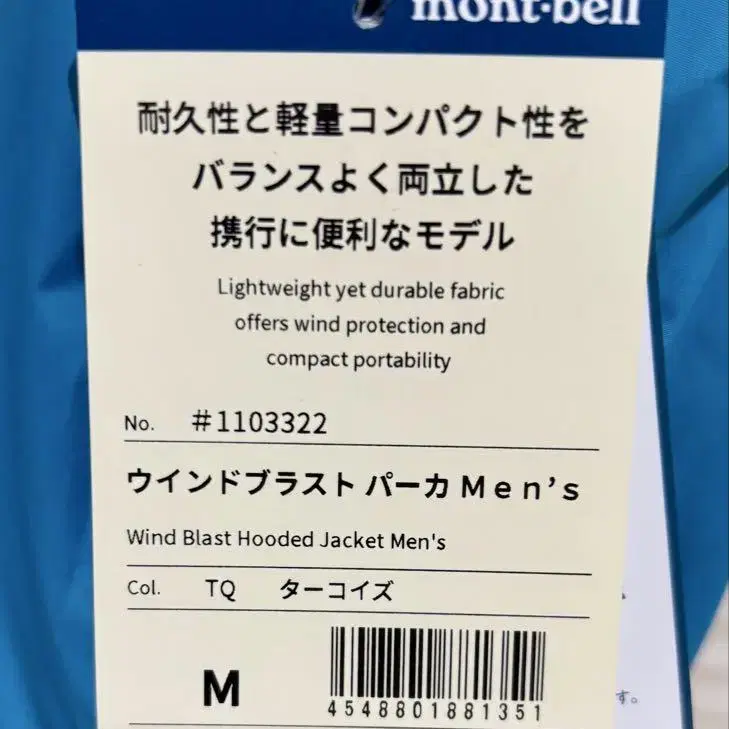 mont-bell
耐久性と軽量コンパクト性を
バランスよく両立した
携行に便利なモデル
Lightweight yet durable fabric
offers wind protection and
compact portability
No. #1103322
ウインドブラスト パーカ Men's
Wind Blast Hooded Jacket Men's
Col. TQ ターコイズ
M
4548801881351
す。